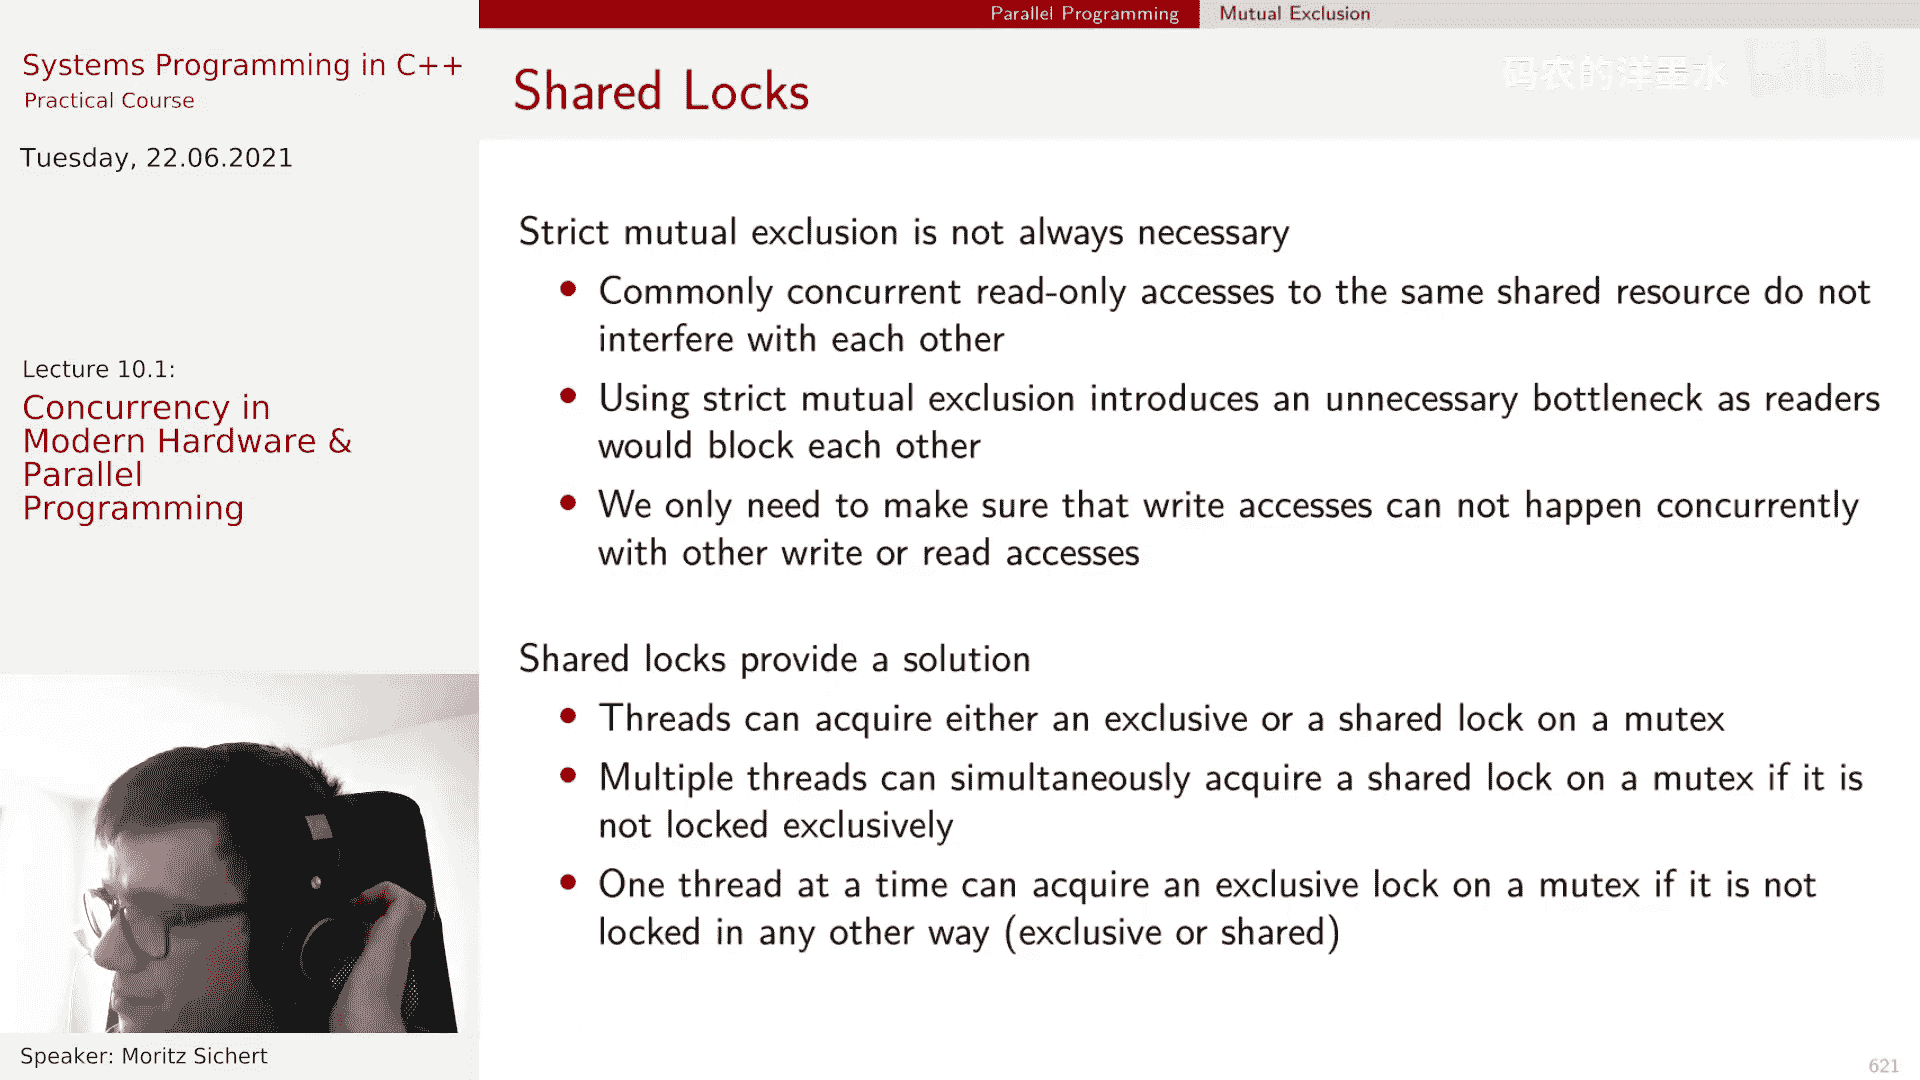 Parallel Programming Mutual Exclusion
Systems Programming in C++
Practical Course
Tuesday, 22.06.2021
Lecture 10.1:
Concurrency in
Modern Hardware &
Parallel
Programming
Speaker: Moritz Sichert
Shared Locks
码农的洋墨水
Strict mutual exclusion is not always necessary
• Commonly concurrent read-only accesses to the same shared resource do not
interfere with each other
• Using strict mutual exclusion introduces an unnecessary bottleneck as readers
would block each other
• We only need to make sure that write accesses can not happen concurrently
with other write or read accesses
Shared locks provide a solution
• Threads can acquire either an exclusive or a shared lock on a mutex
• Multiple threads can simultaneously acquire a shared lock on a mutex if it is
not locked exclusively
• One thread at a time can acquire an exclusive lock on a mutex if it is not
locked in any other way (exclusive or shared)
621